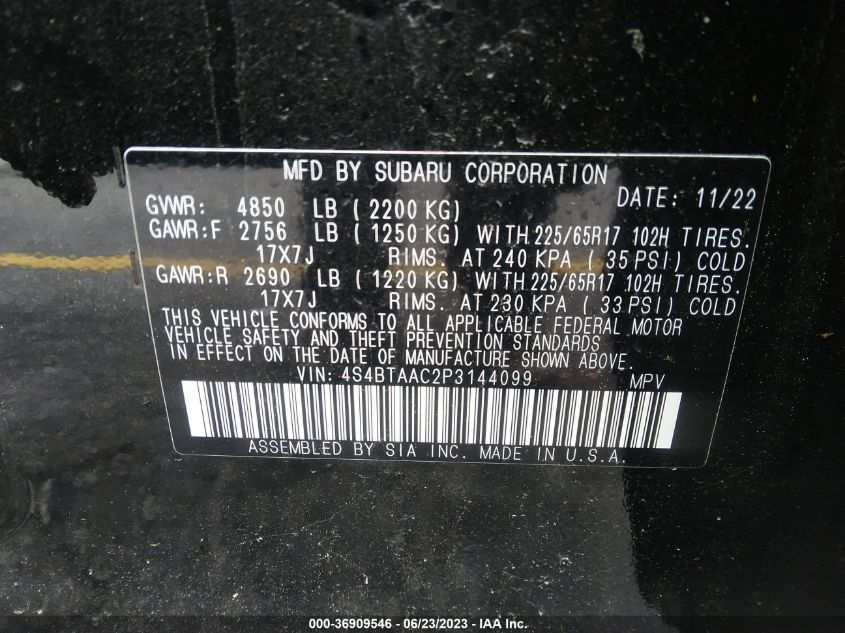 MFD BY SUBARU CORPORATION
DATE: 11/22
GVWR: 4850 LB ( 2200 KG)
GAWR:F 2756 LB ( 1250 KG) WITH 225/65R17 102H TIRES.
17X7J RIMS. AT 240 KPA ( 35 PSI) COLD
GAWR:R 2690 LB ( 1220 KG) WITH 225/65R17 102H TIRES.
17X7J RIMS. AT 230 KPA ( 33 PSI) COLD
THIS VEHICLE CONFORMS TO ALL APPLICABLE FEDERAL MOTOR
VEHICLE SAFETY AND THEFT PREVENTION STANDARDS
IN EFFECT ON THE DATE OF MANUFACTURE SHOWN ABOVE.
VIN: 4S4BTAAC2P3144099 MPV
ASSEMBLED BY SIA INC. MADE IN U.S.A.
000-36909546 - 06/23/2023 - IAA Inc.